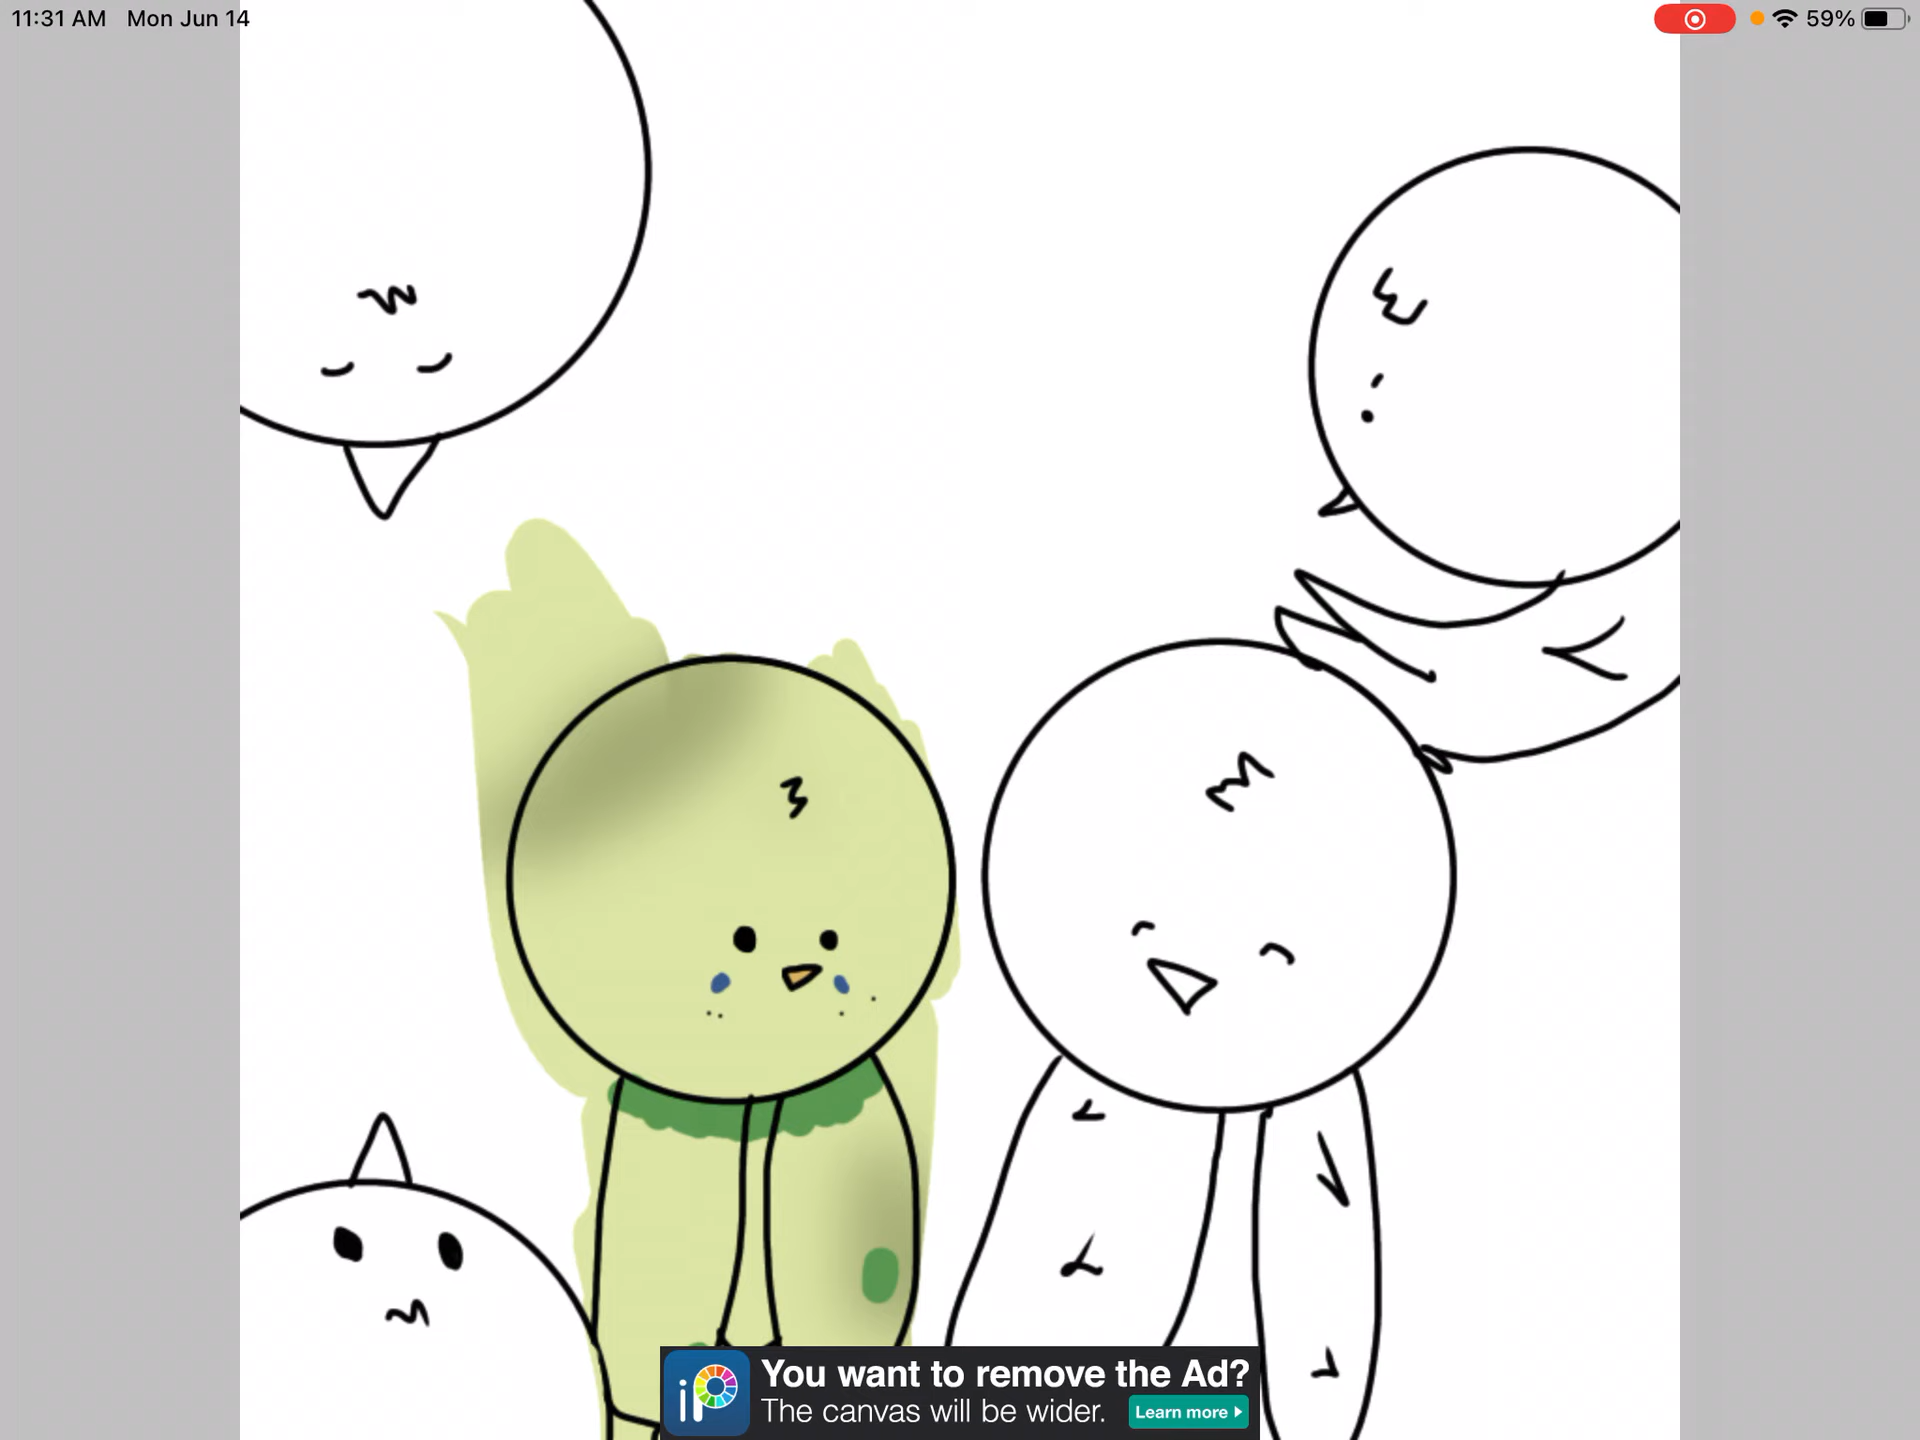 11:31 AM Mon Jun 14
59%
iP
You want to remove the Ad?
The canvas will be wider.
Learn more